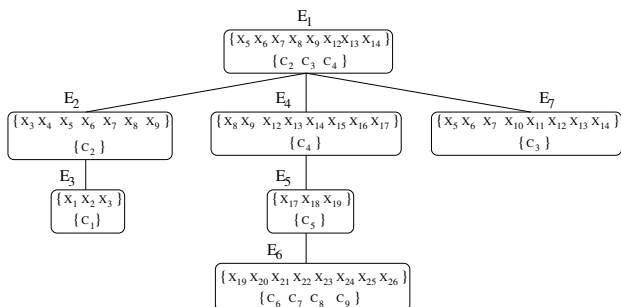 E₁
{x₅ x₆ x₇ x₈ x₉ x₁₂x₁₃ x₁₄ }
{c₂ c₃ c₄ }
E₂ E₄ E₇
{x₃ x₄ x₅ x₆ x₇ x₈ x₉ } {x₈ x₉ x₁₂ x₁₃ x₁₄ x₁₅ x₁₆ x₁₇ } {x₅ x₆ x₇ x₁₀ x₁₁ x₁₂ x₁₃ x₁₄ }
{c₂ } {c₄ } {c₃ }
E₃ E₅
{x₁ x₂ x₃ } {x₁₇ x₁₈ x₁₉ }
{c₁} {c₅ }
E₆
{x₁₉ x₂₀ x₂₁ x₂₂ x₂₃ x₂₄ x₂₅ x₂₆ }
{c₆ c₇ c₈ c₉ }